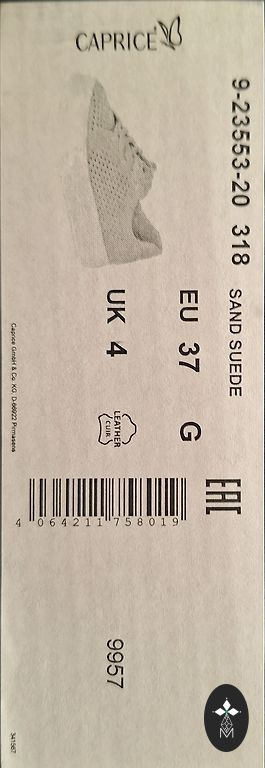 CAPRICE
9-23553-20 318 SAND SUEDE
EU 37 G
UK 4
LEATHER
CUIR
EAC
4 064211 758019
9957
Caprice GmbH & Co. KG, D-66922 Pirmasens
341567
M